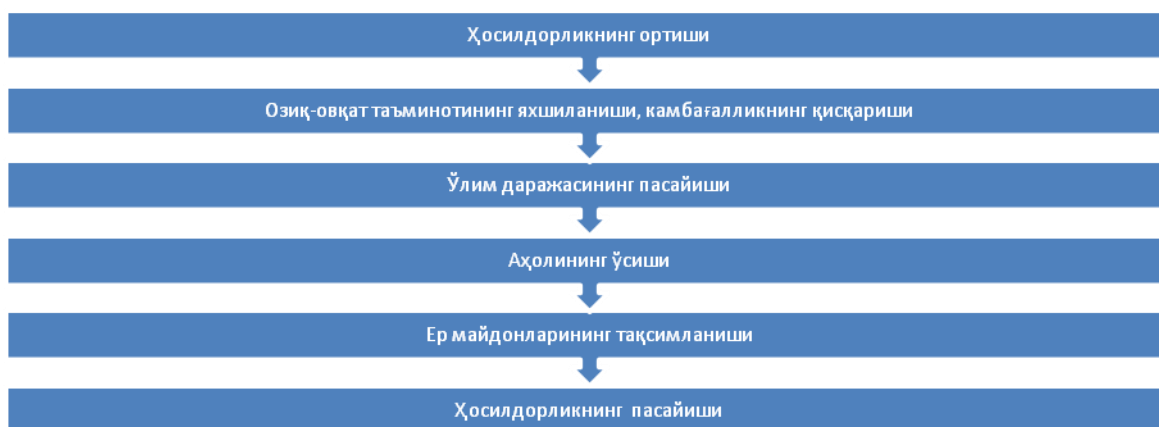 Ҳосилдорликнинг ортиши
Озиқ-овқат таъминотининг яхшиланиши, камбағалликнинг қисқариши
Ўлим даражасининг пасайиши
Аҳолининг ўсиши
Ер майдонларининг тақсимланиши
Ҳосилдорликнинг пасайиши